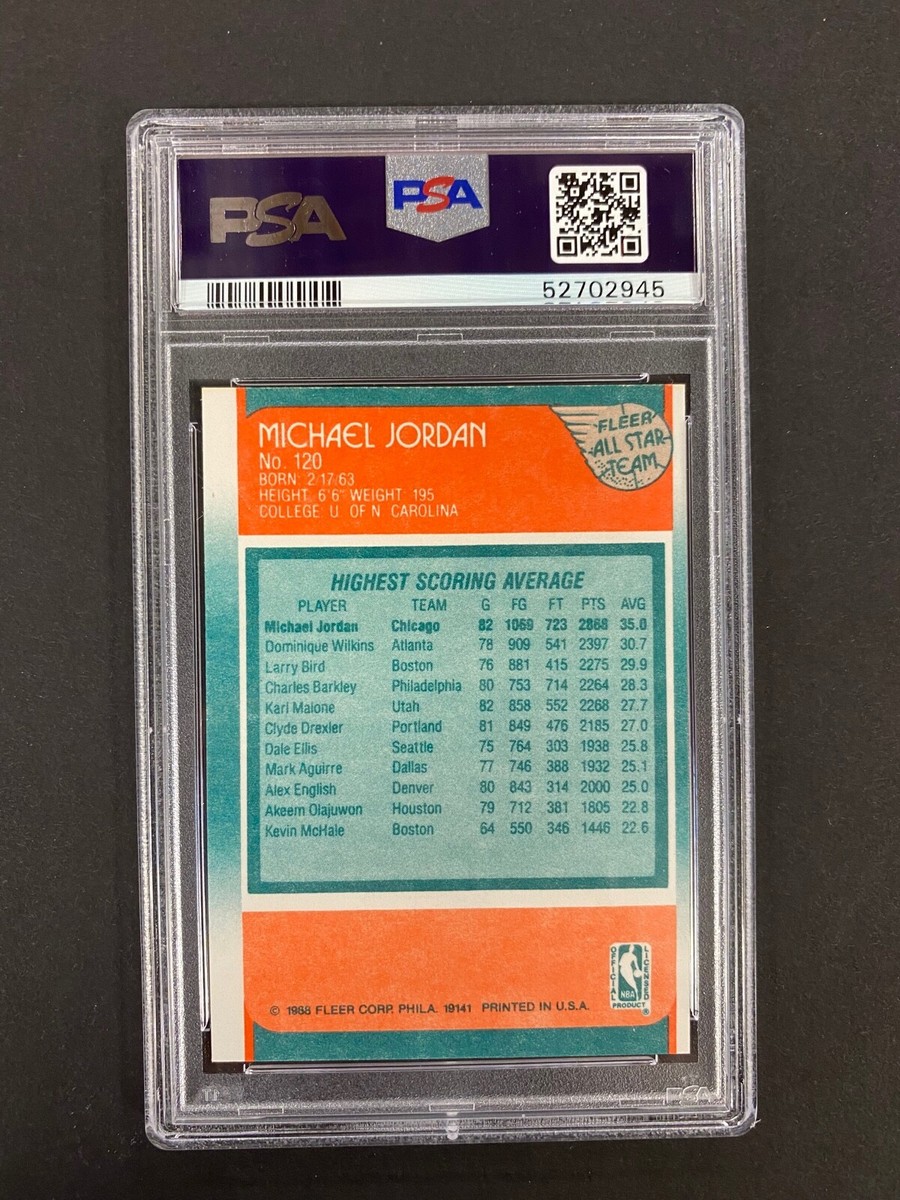 PSA PSA
52702945
MICHAEL JORDAN
No. 120
BORN: 2/17/63
HEIGHT: 6'6" WEIGHT: 195
COLLEGE: U. OF N. CAROLINA
FLEER
ALL STAR
TEAM
HIGHEST SCORING AVERAGE
PLAYER TEAM G FG FT PTS AVG
Michael Jordan Chicago 82 1069 723 2868 35.0
Dominique Wilkins Atlanta 78 909 541 2397 30.7
Larry Bird Boston 76 881 415 2275 29.9
Charles Barkley Philadelphia 80 753 714 2264 28.3
Karl Malone Utah 82 858 552 2268 27.7
Clyde Drexler Portland 81 849 476 2185 27.0
Dale Ellis Seattle 75 764 303 1938 25.8
Mark Aguirre Dallas 77 746 388 1932 25.1
Alex English Denver 80 843 314 2000 25.0
Akeem Olajuwon Houston 79 712 381 1805 22.8
Kevin McHale Boston 64 550 346 1446 22.6
OFFICIAL LICENSED
NBA
PRODUCT ®
© 1988 FLEER CORP. PHILA. 19141 PRINTED IN U.S.A.
PSA